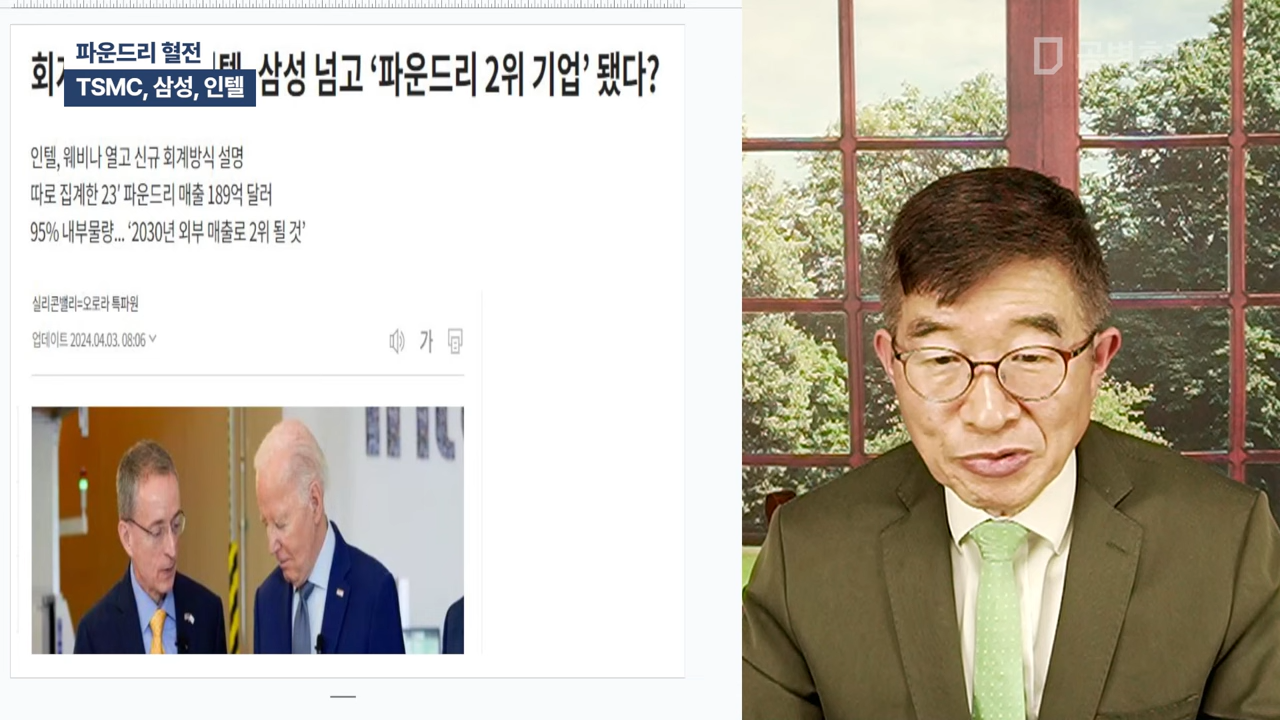 파운드리 혈전
TSMC, 삼성, 인텔
삼성 넘고 ‘파운드리 2위 기업’ 됐다?
인텔, 웨비나 열고 신규 회계방식 설명
따로 집계한 23’ 파운드리 매출 189억 달러
95% 내부물량... ‘2030년 외부 매출로 2위 될 것’
실리콘밸리=오로라 특파원
업데이트 2024.04.03. 08:06
가